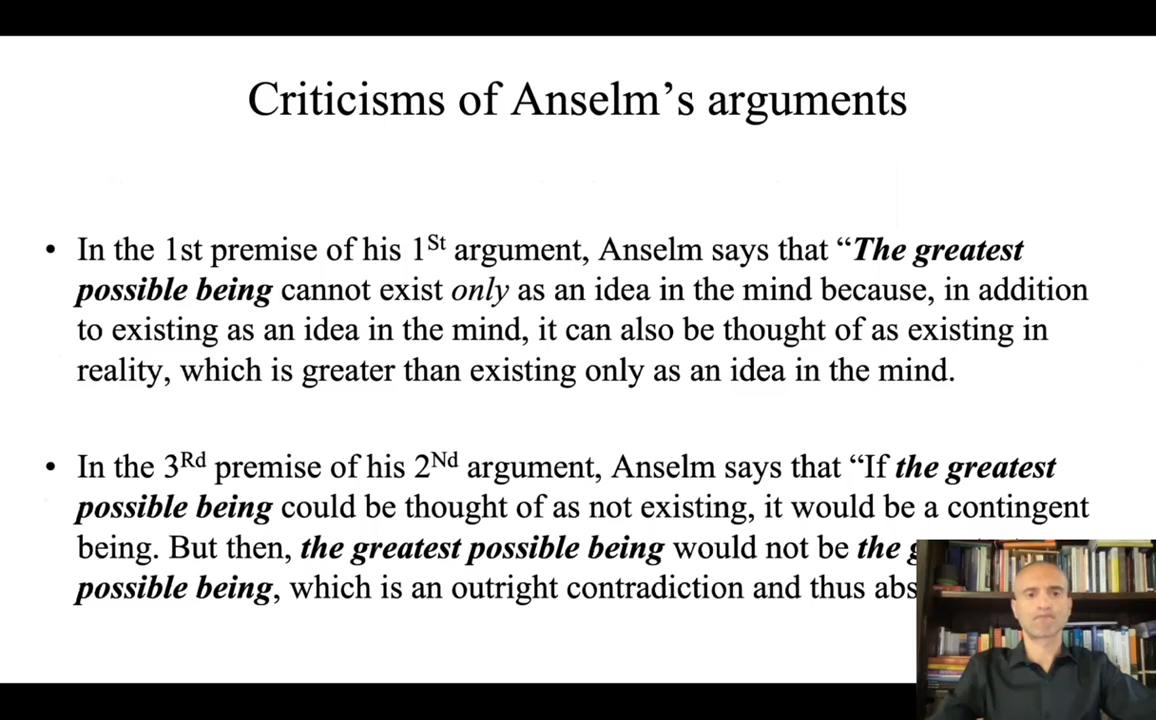 Criticisms of Anselm’s arguments
• In the 1st premise of his 1St argument, Anselm says that “The greatest
possible being cannot exist only as an idea in the mind because, in addition
to existing as an idea in the mind, it can also be thought of as existing in
reality, which is greater than existing only as an idea in the mind.
• In the 3Rd premise of his 2Nd argument, Anselm says that “If the greatest
possible being could be thought of as not existing, it would be a contingent
being. But then, the greatest possible being would not be the
possible being, which is an outright contradiction and thus